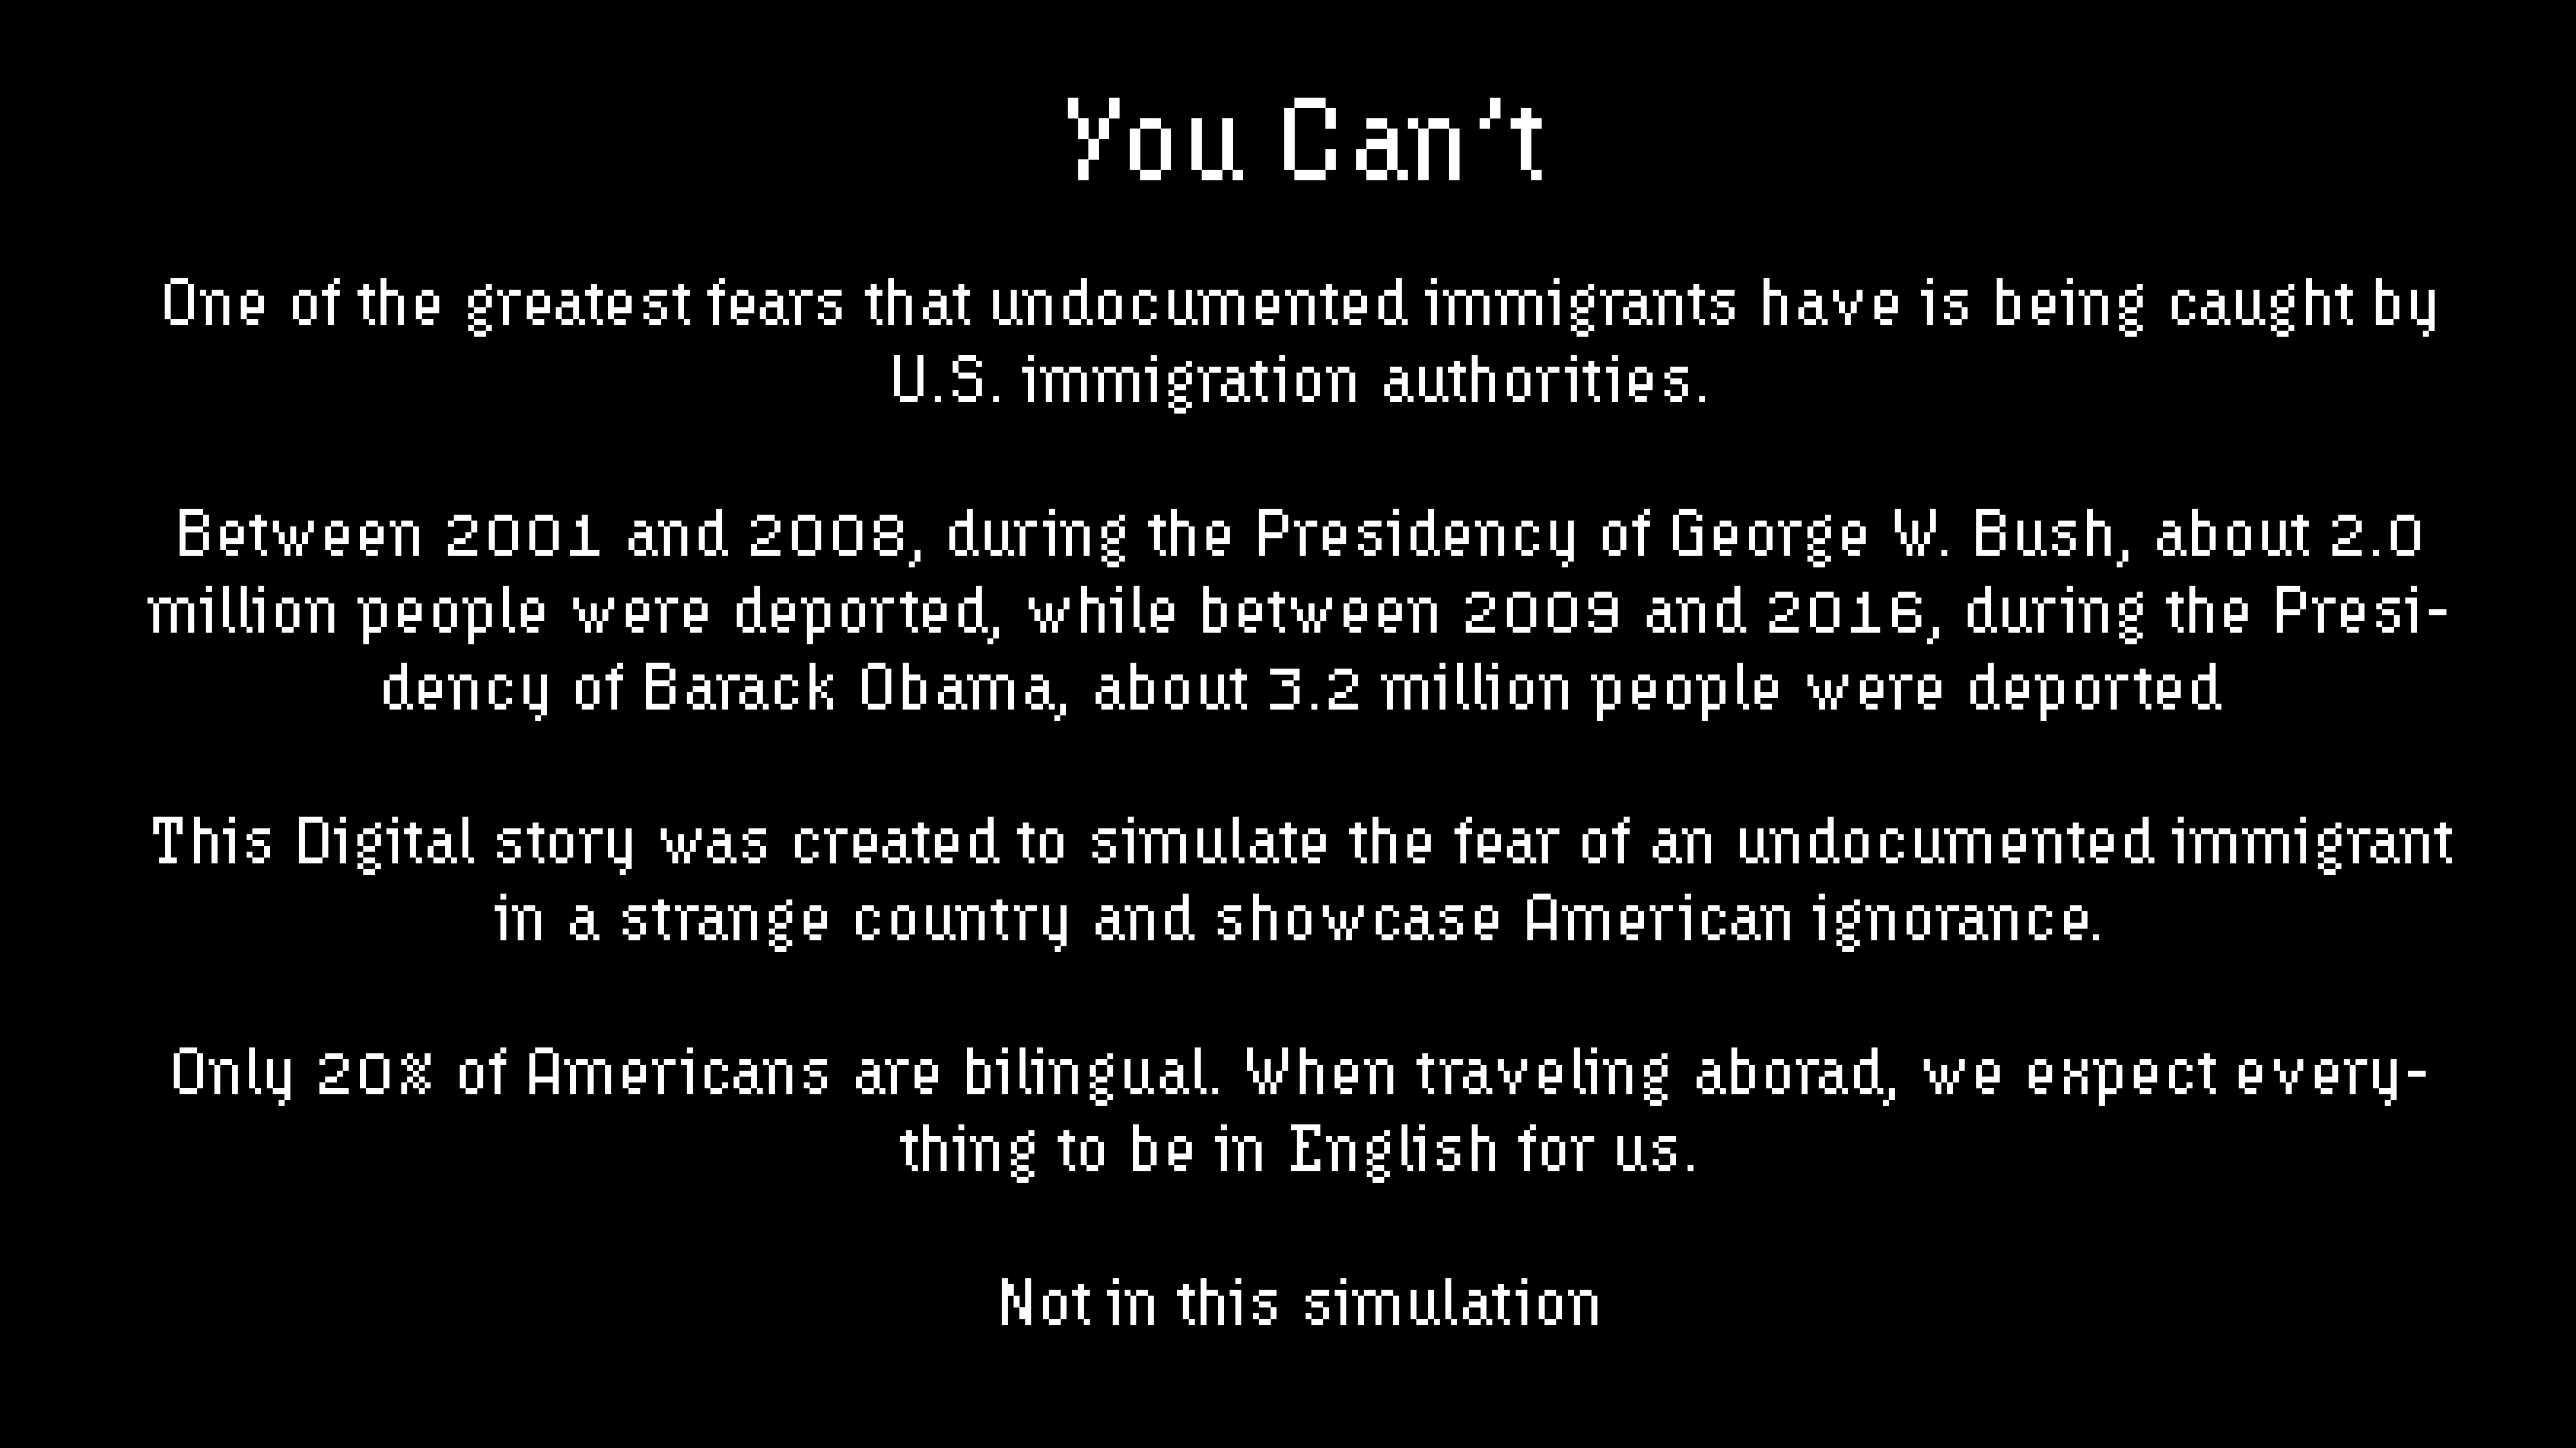 You Can't
One of the greatest fears that undocumented immigrants have is being caught by
U.S. immigration authorities.
Between 2001 and 2008, during the Presidency of George W. Bush, about 2.0
million people were deported, while between 2009 and 2016, during the Presi-
dency of Barack Obama, about 3.2 million people were deported
This Digital story was created to simulate the fear of an undocumented immigrant
in a strange country and showcase American ignorance.
Only 20% of Americans are bilingual. When traveling aborad, we expect every-
thing to be in English for us.
Not in this simulation